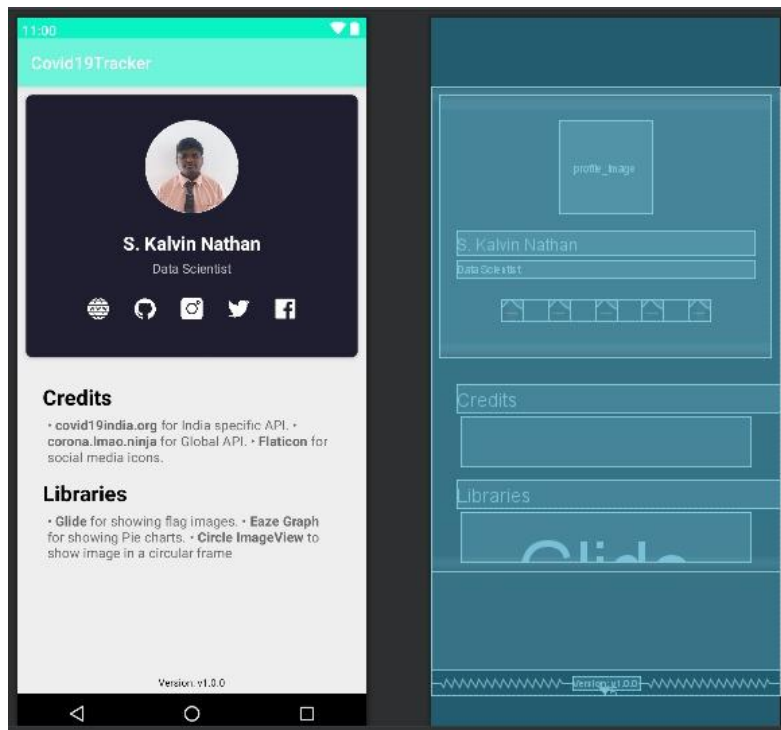 11:00
Covid19Tracker
S. Kalvin Nathan
Data Scientist
Credits
• covid19india.org for India specific API. •
corona.lmao.ninja for Global API. • Flaticon for
social media icons.
Libraries
• Glide for showing flag images. • Eaze Graph
for showing Pie charts. • Circle ImageView to
show image in a circular frame
Version: v1.0.0
profile_image
S. Kalvin Nathan
Data Scientist
Credits
Libraries
Glide
Version: v1.0.0